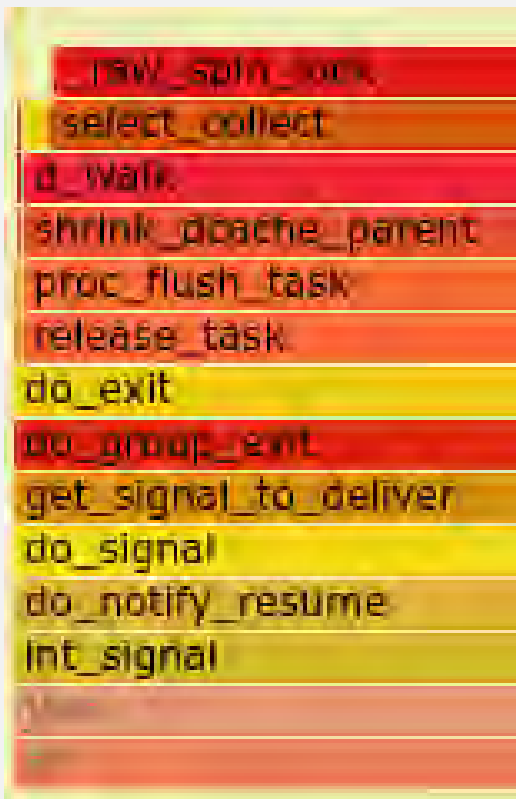 _raw_spin_lock
select_collect
d_walk
shrink_dcache_parent
proc_flush_task
release_task
do_exit
do_group_exit
get_signal_to_deliver
do_signal
do_notify_resume
int_signal